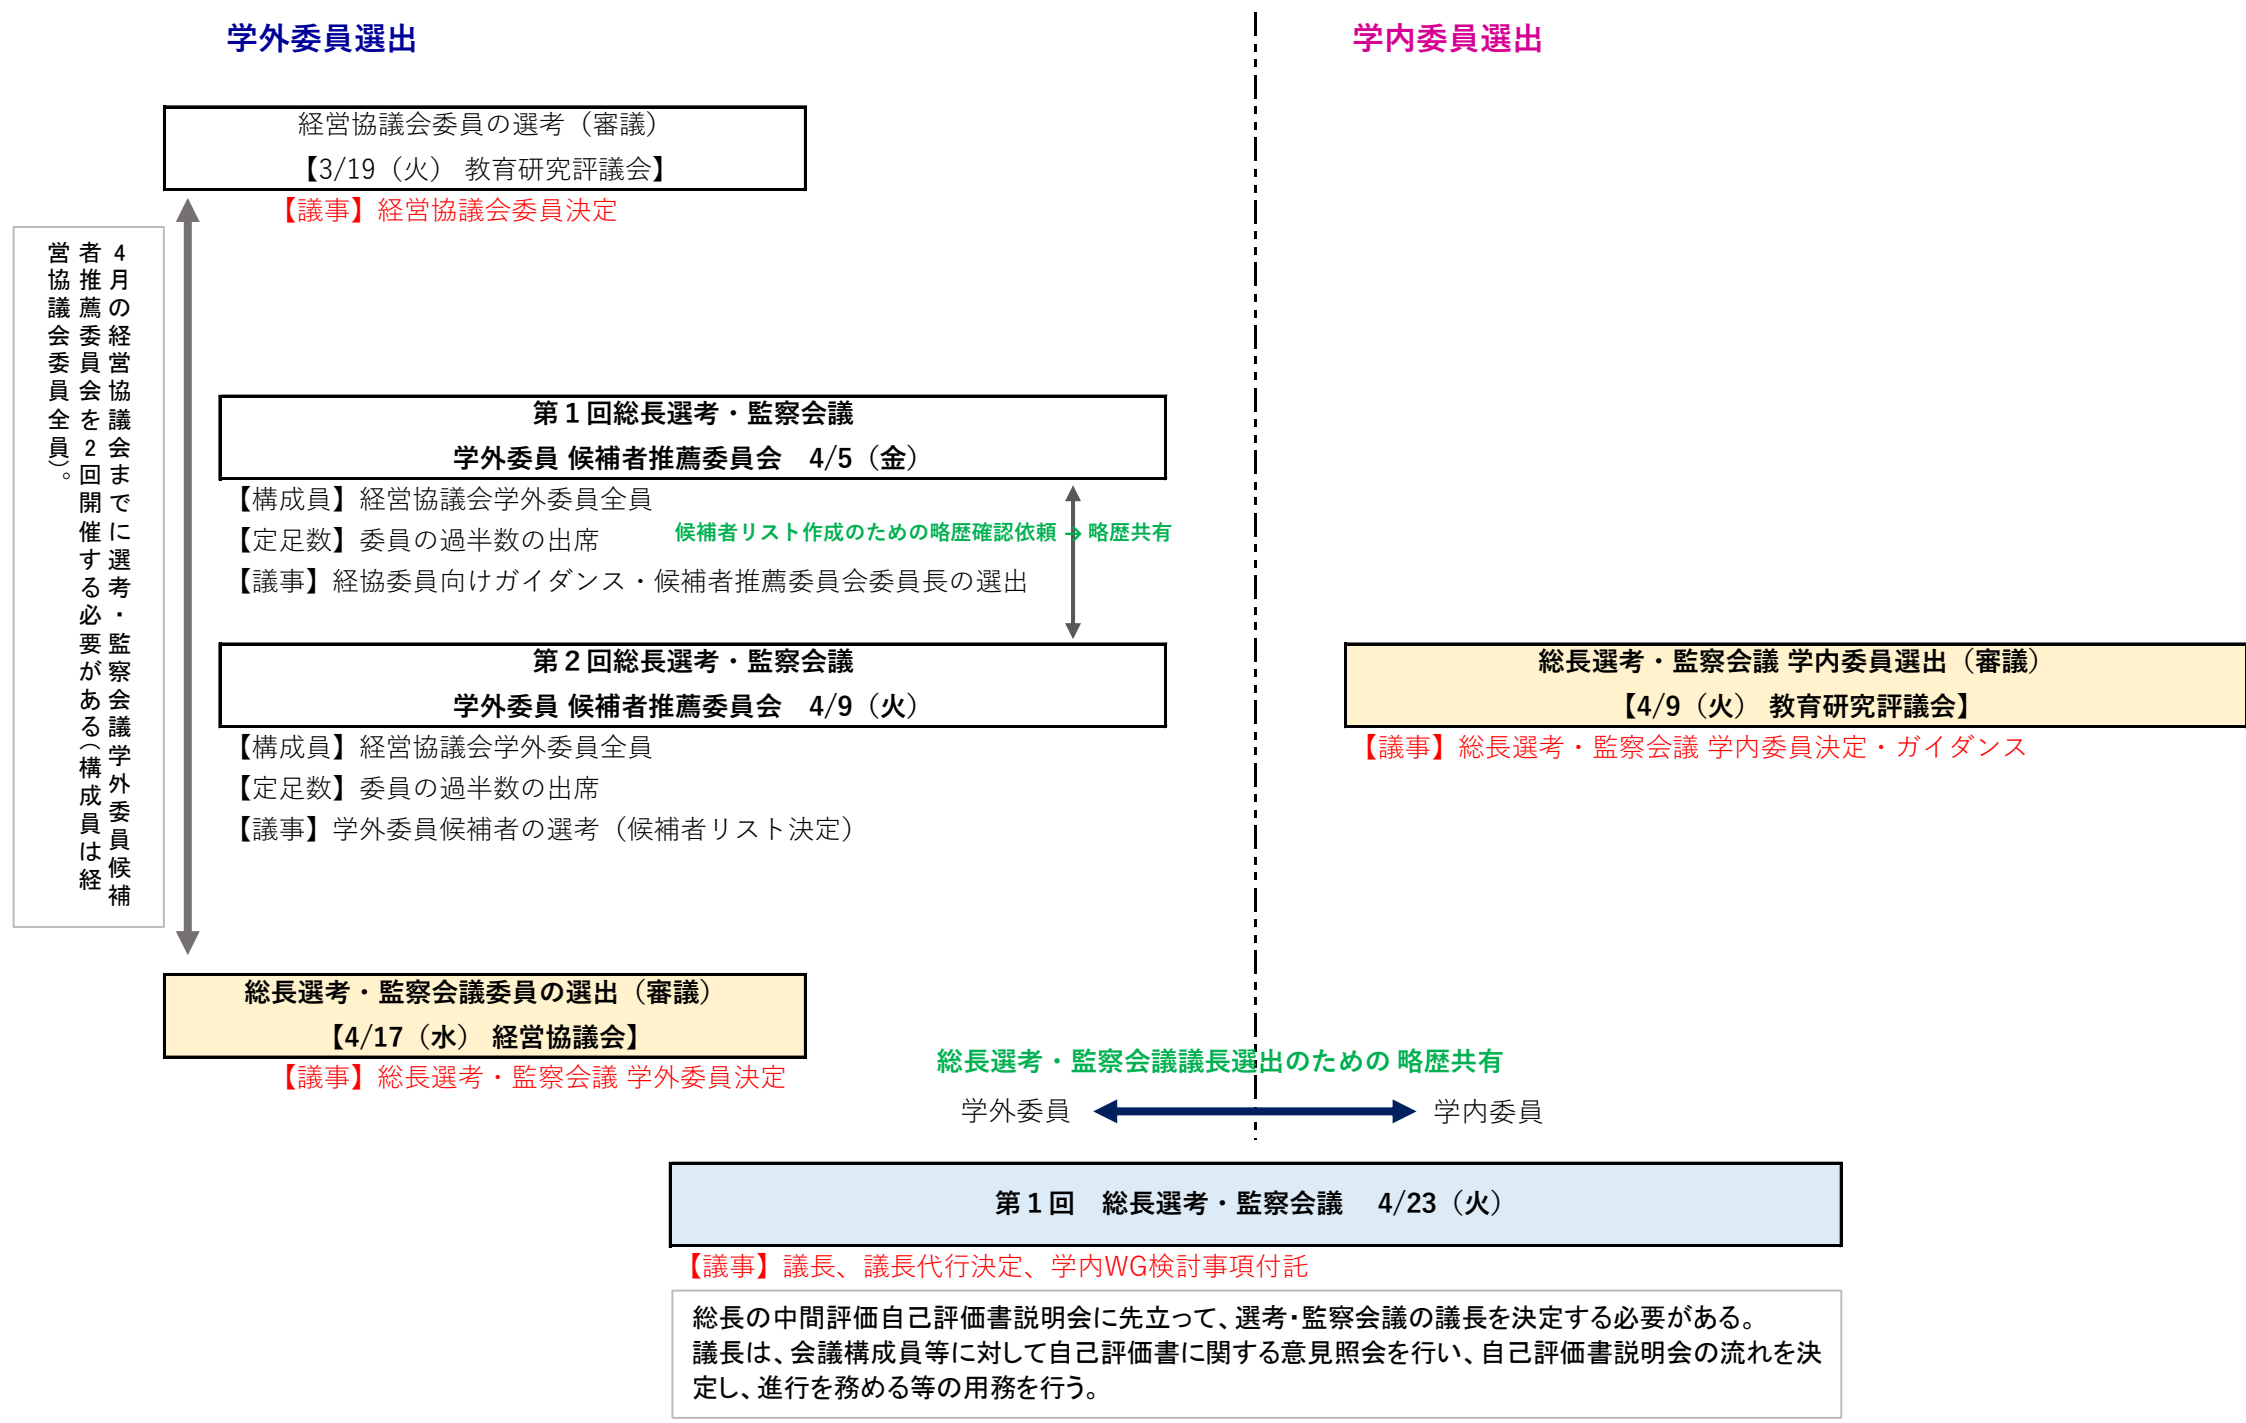 学外委員選出
学内委員選出
経営協議会委員の選考（審議）
【3/19（火） 教育研究評議会】
【議事】経営協議会委員決定
4月の経営協議会までに選考・監察会議学外委員候補
者推薦委員会を2回開催する必要がある（構成員は経
営協議会委員全員）。
第１回総長選考・監察会議
学外委員 候補者推薦委員会　4/5（金）
【構成員】経営協議会学外委員全員
【定足数】委員の過半数の出席
候補者リスト作成のための略歴確認依頼 → 略歴共有
【議事】経協委員向けガイダンス・候補者推薦委員会委員長の選出
第２回総長選考・監察会議
学外委員 候補者推薦委員会　4/9（火）
【構成員】経営協議会学外委員全員
【定足数】委員の過半数の出席
【議事】学外委員候補者の選考（候補者リスト決定）
総長選考・監察会議 学内委員選出（審議）
【4/9（火） 教育研究評議会】
【議事】総長選考・監察会議 学内委員決定・ガイダンス
総長選考・監察会議委員の選出（審議）
【4/17（水） 経営協議会】
【議事】総長選考・監察会議 学外委員決定
総長選考・監察会議議長選出のための 略歴共有
学外委員
学内委員
第１回　総長選考・監察会議　4/23（火）
【議事】議長、議長代行決定、学内WG検討事項付託
総長の中間評価自己評価書説明会に先立って、選考・監察会議の議長を決定する必要がある。
議長は、会議構成員等に対して自己評価書に関する意見照会を行い、自己評価書説明会の流れを決
定し、進行を務める等の用務を行う。